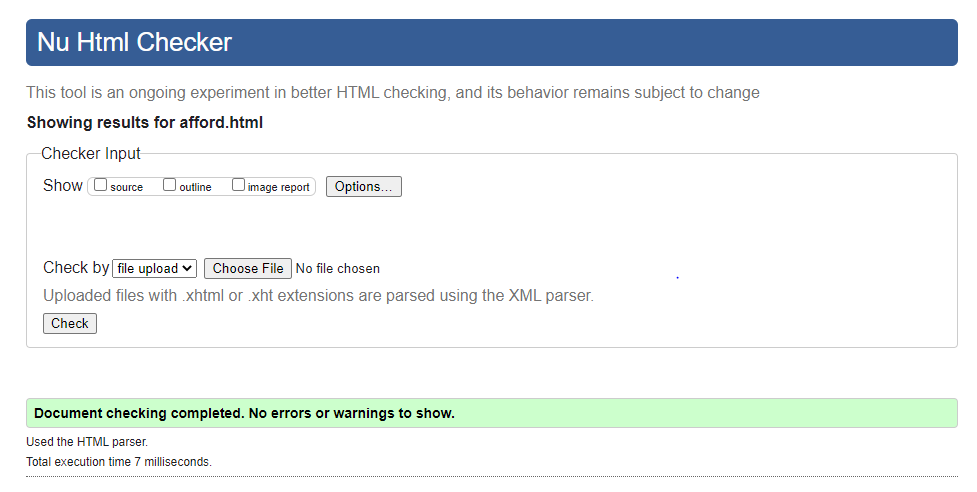 Nu Html Checker
This tool is an ongoing experiment in better HTML checking, and its behavior remains subject to change
Showing results for afford.html
Checker Input
Show source outline image report Options...
Check by file upload Choose File No file chosen
Uploaded files with .xhtml or .xht extensions are parsed using the XML parser.
Check
Document checking completed. No errors or warnings to show.
Used the HTML parser.
Total execution time 7 milliseconds.